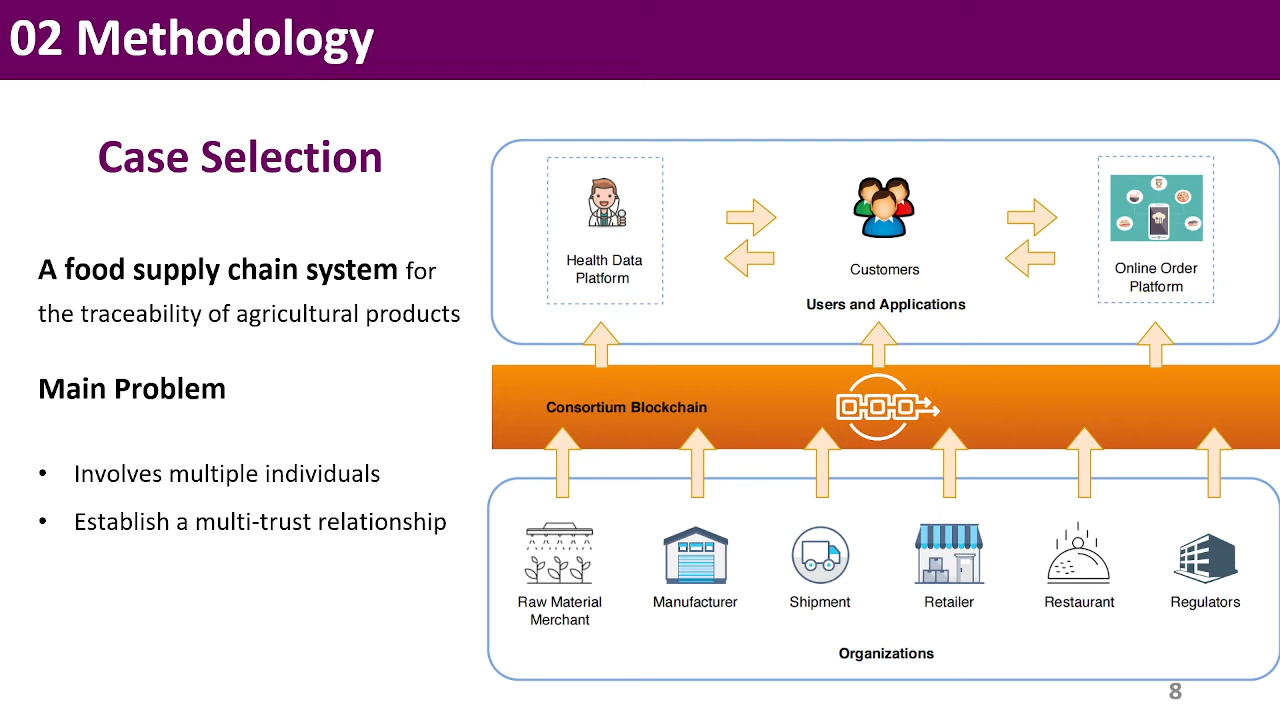 02 Methodology
Case Selection
A food supply chain system for
the traceability of agricultural products
Main Problem
• Involves multiple individuals
• Establish a multi-trust relationship
Health Data
Platform
Customers
Online Order
Platform
Users and Applications
Consortium Blockchain
Raw Material
Merchant
Manufacturer
Shipment
Retailer
Restaurant
Regulators
Organizations
8